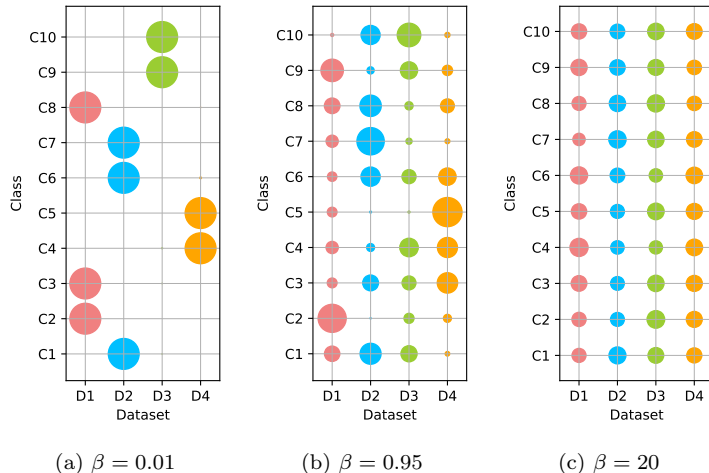 C10
C9
C8
C7
C6
C5
C4
C3
C2
C1
Class
D1 D2 D3 D4
Dataset
(a) β = 0.01
C10
C9
C8
C7
C6
C5
C4
C3
C2
C1
Class
D1 D2 D3 D4
Dataset
(b) β = 0.95
C10
C9
C8
C7
C6
C5
C4
C3
C2
C1
Class
D1 D2 D3 D4
Dataset
(c) β = 20